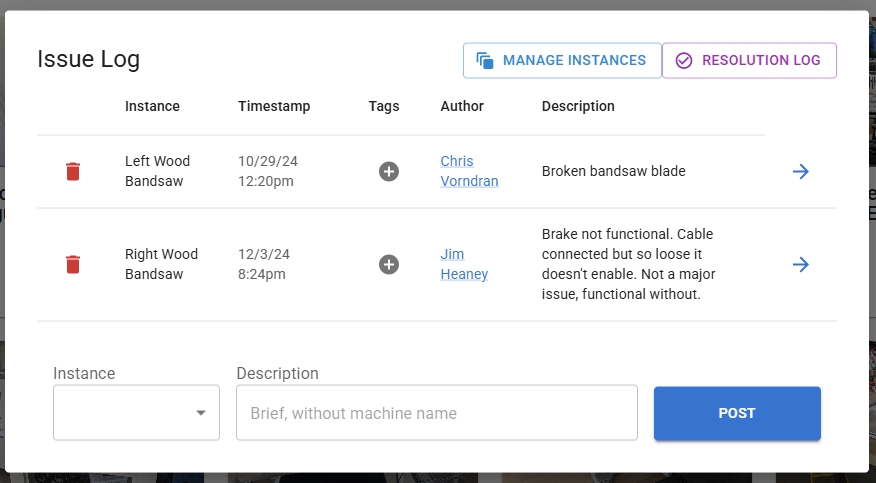 Issue Log
MANAGE INSTANCES
RESOLUTION LOG
Instance Timestamp Tags Author Description
Left Wood
Bandsaw
10/29/24
12:20pm
Chris
Vorndran
Broken bandsaw blade
Right Wood
Bandsaw
12/3/24
8:24pm
Jim
Heaney
Brake not functional. Cable
connected but so loose it
doesn't enable. Not a major
issue, functional without.
Instance
Description
Brief, without machine name
POST